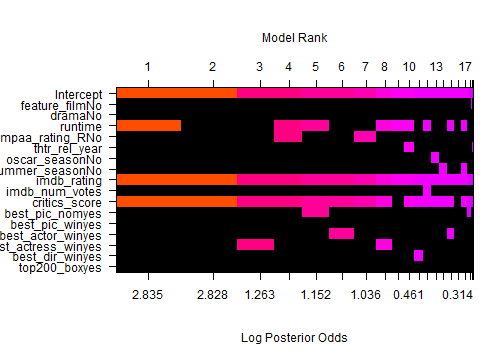 Model Rank
1 2 3 4 5 6 7 8 10 13 17
Intercept
feature_filmNo
dramaNo
runtime
mpaa_rating_RNo
thtr_rel_year
oscar_seasonNo
ummer_seasonNo
imdb_rating
imdb_num_votes
critics_score
best_pic_nomyes
best_pic_winyes
best_actor_winyes
st_actress_winyes
best_dir_winyes
top200_boxyes
2.835 2.828 1.263 1.152 1.036 0.461 0.314
Log Posterior Odds